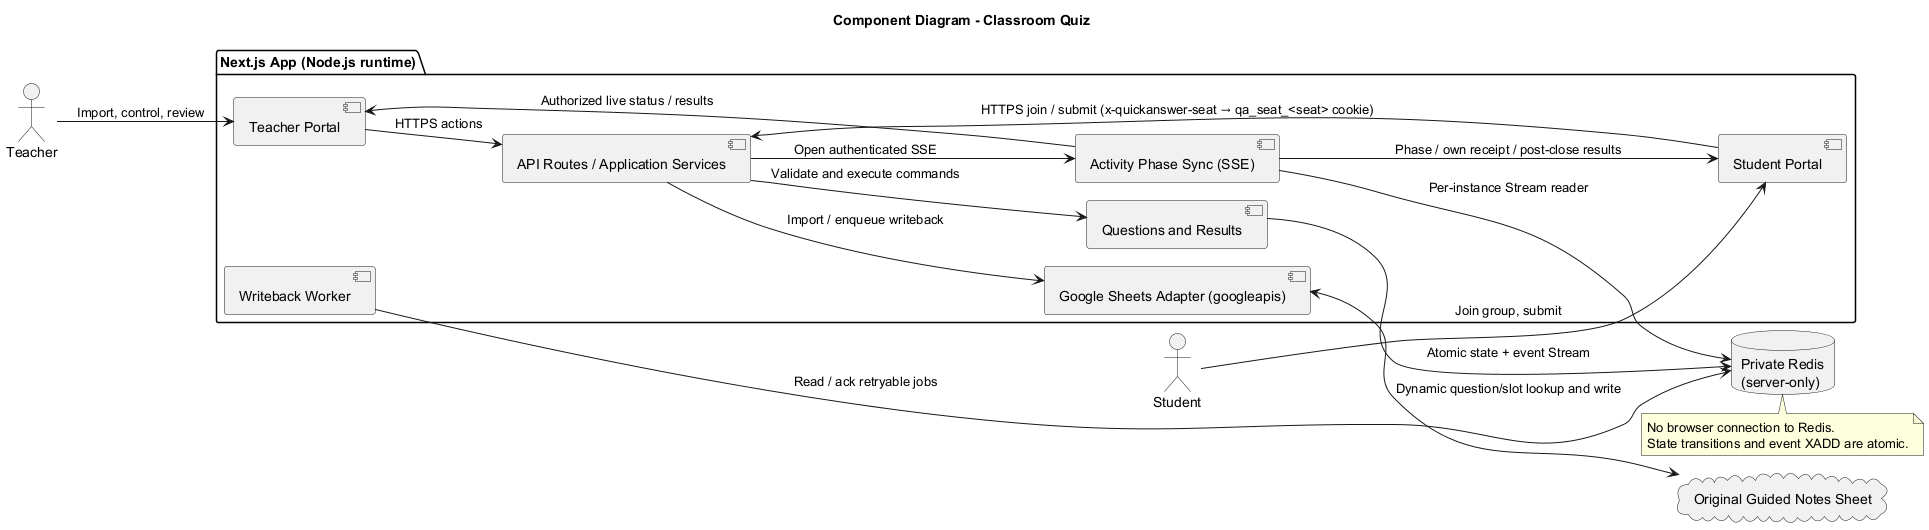 Component Diagram - Classroom Quiz
Next.js App (Node.js runtime)
Teacher
Import, control, review
Teacher Portal
Authorized live status / results
HTTPS actions
HTTPS join / submit (x-quickanswer-seat → qa_seat_<seat> cookie)
API Routes / Application Services
Open authenticated SSE
Activity Phase Sync (SSE)
Phase / own receipt / post-close results
Student Portal
Validate and execute commands
Per-instance Stream reader
Import / enqueue writeback
Questions and Results
Writeback Worker
Google Sheets Adapter (googleapis)
Join group, submit
Student
Atomic state + event Stream
Private Redis
(server-only)
Read / ack retryable jobs
Dynamic question/slot lookup and write
No browser connection to Redis.
State transitions and event XADD are atomic.
Original Guided Notes Sheet